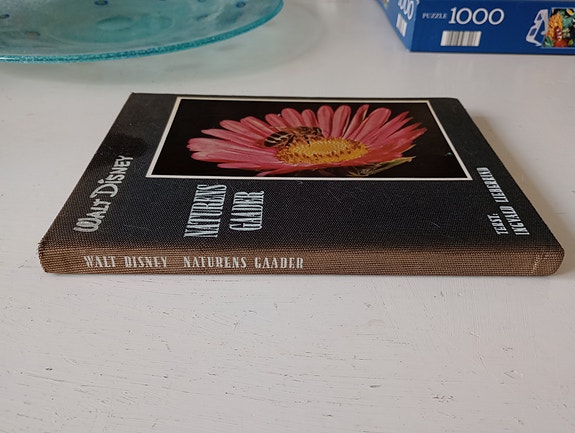 PUZZLE 1000
WALT DISNEY
NATURENS
GAADER
TEKST:
INGVALD LIEBERKIND
WALT DISNEY NATURENS GAADER